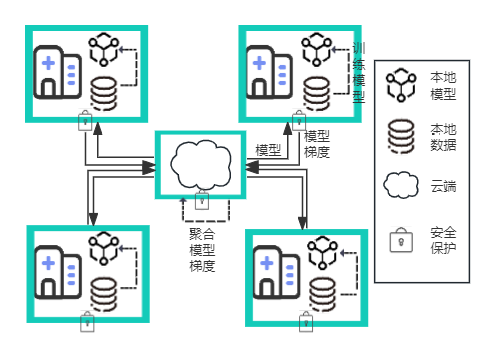 训
练
模
型
模型
模型
梯度
聚合
模型
梯度
本地
模型
本地
数据
云端
安全
保护